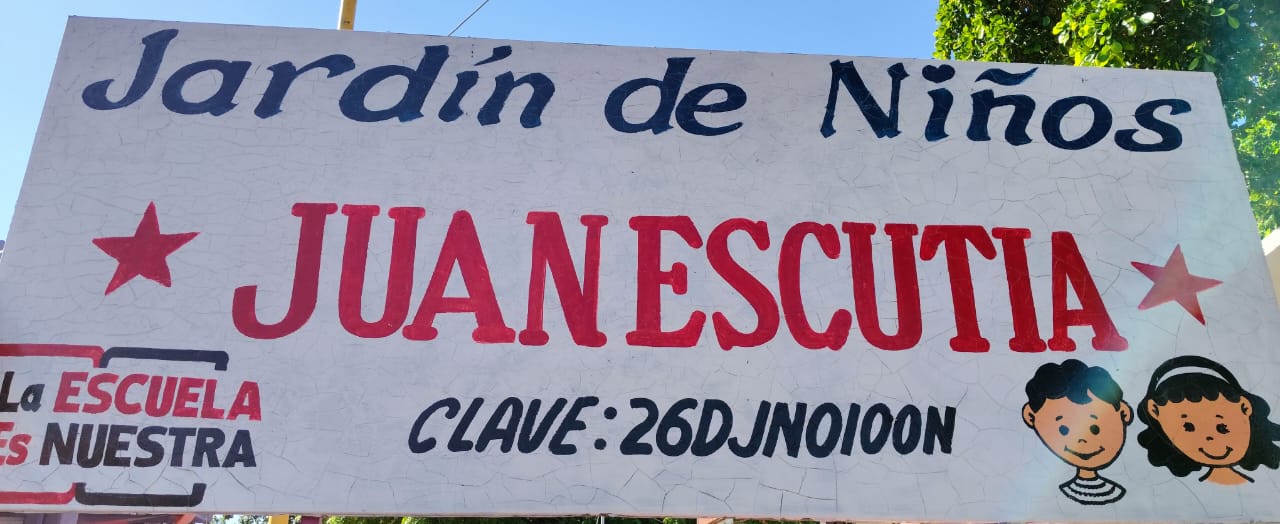 Jardín de Niños
JUAN ESCUTIA
La ESCUELA
Es NUESTRA
CLAVE: 26DJN0100N